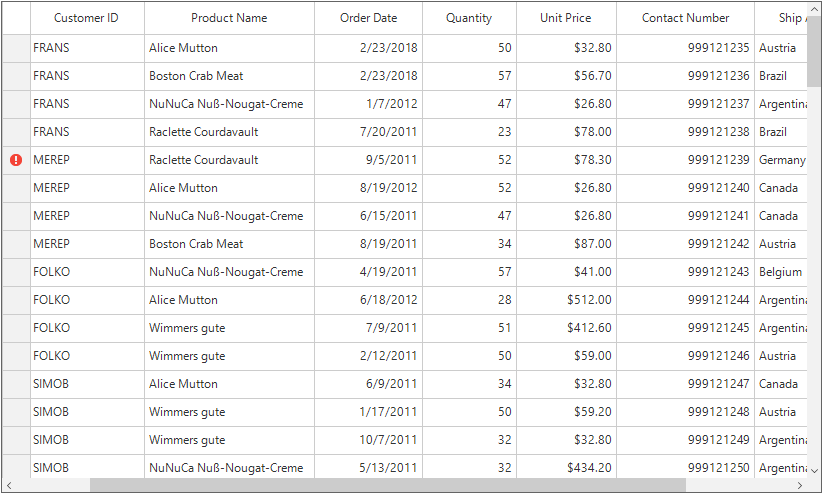 Customer ID Product Name Order Date Quantity Unit Price Contact Number Ship
FRANS Alice Mutton 2/23/2018 50 $32.80 999121235 Austria
FRANS Boston Crab Meat 2/23/2018 57 $56.70 999121236 Brazil
FRANS NuNuCa Nuß-Nougat-Creme 1/7/2012 47 $26.80 999121237 Argentina
FRANS Raclette Courdavault 7/20/2011 23 $78.00 999121238 Brazil
MEREP Raclette Courdavault 9/5/2011 52 $78.30 999121239 Germany
MEREP Alice Mutton 8/19/2012 52 $26.80 999121240 Canada
MEREP NuNuCa Nuß-Nougat-Creme 6/15/2011 47 $26.80 999121241 Canada
MEREP Boston Crab Meat 8/19/2011 34 $87.00 999121242 Austria
FOLKO NuNuCa Nuß-Nougat-Creme 4/19/2011 57 $41.00 999121243 Belgium
FOLKO Alice Mutton 6/18/2012 28 $512.00 999121244 Argentina
FOLKO Wimmers gute 7/9/2011 51 $412.60 999121245 Argentina
FOLKO Wimmers gute 2/12/2011 50 $59.00 999121246 Austria
SIMOB Alice Mutton 6/9/2011 34 $32.80 999121247 Canada
SIMOB Wimmers gute 1/17/2011 50 $59.20 999121248 Austria
SIMOB Wimmers gute 10/7/2011 32 $32.80 999121249 Argentina
SIMOB NuNuCa Nuß-Nougat-Creme 5/13/2011 32 $434.20 999121250 Argentina